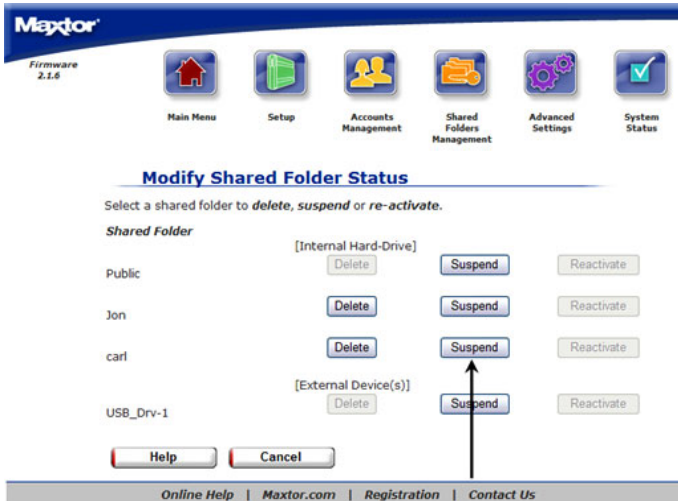 Maxtor
Firmware
2.1.6
Main Menu
Setup
Accounts
Management
Shared
Folders
Management
Advanced
Settings
System
Status
Modify Shared Folder Status
Select a shared folder to delete, suspend or re-activate.
Shared Folder
[Internal Hard-Drive]
Public Delete Suspend Reactivate
Jon Delete Suspend Reactivate
carl Delete Suspend Reactivate
[External Device(s)]
USB_Drv-1 Delete Suspend Reactivate
Help Cancel
Online Help | Maxtor.com | Registration | Contact Us